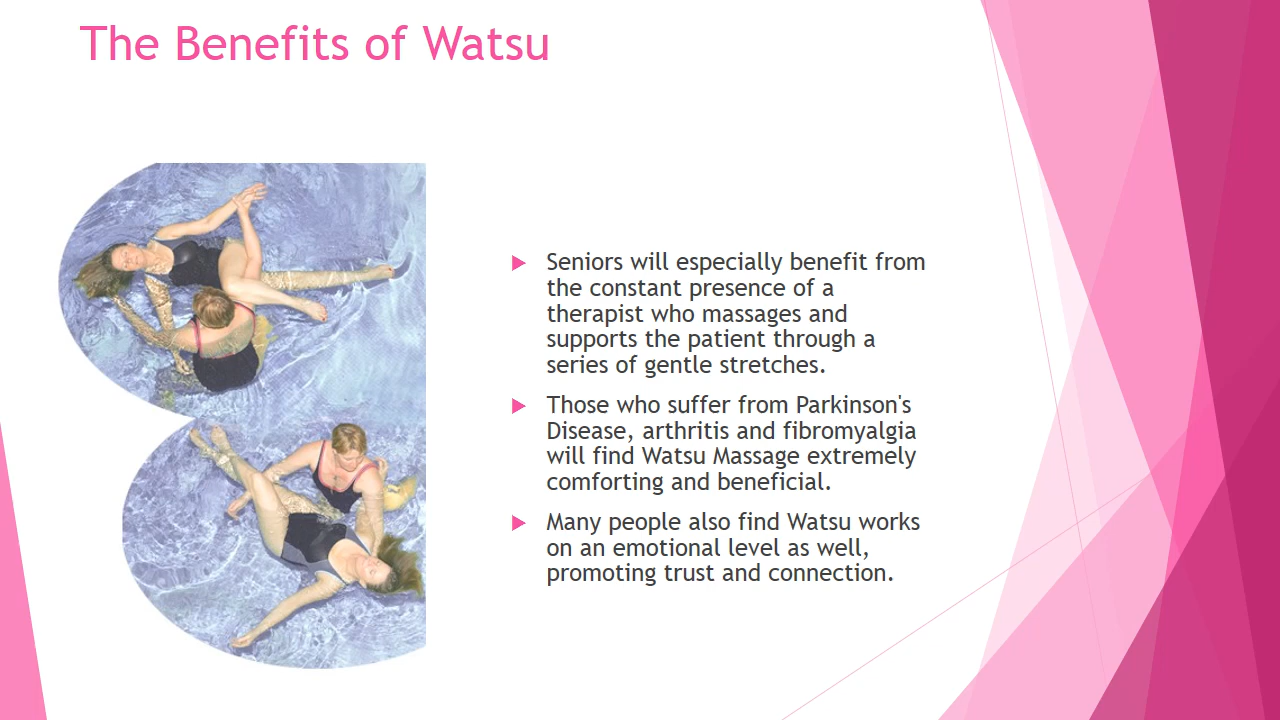 The Benefits of Watsu
Seniors will especially benefit from
the constant presence of a
therapist who massages and
supports the patient through a
series of gentle stretches.
Those who suffer from Parkinson's
Disease, arthritis and fibromyalgia
will find Watsu Massage extremely
comforting and beneficial.
Many people also find Watsu works
on an emotional level as well,
promoting trust and connection.